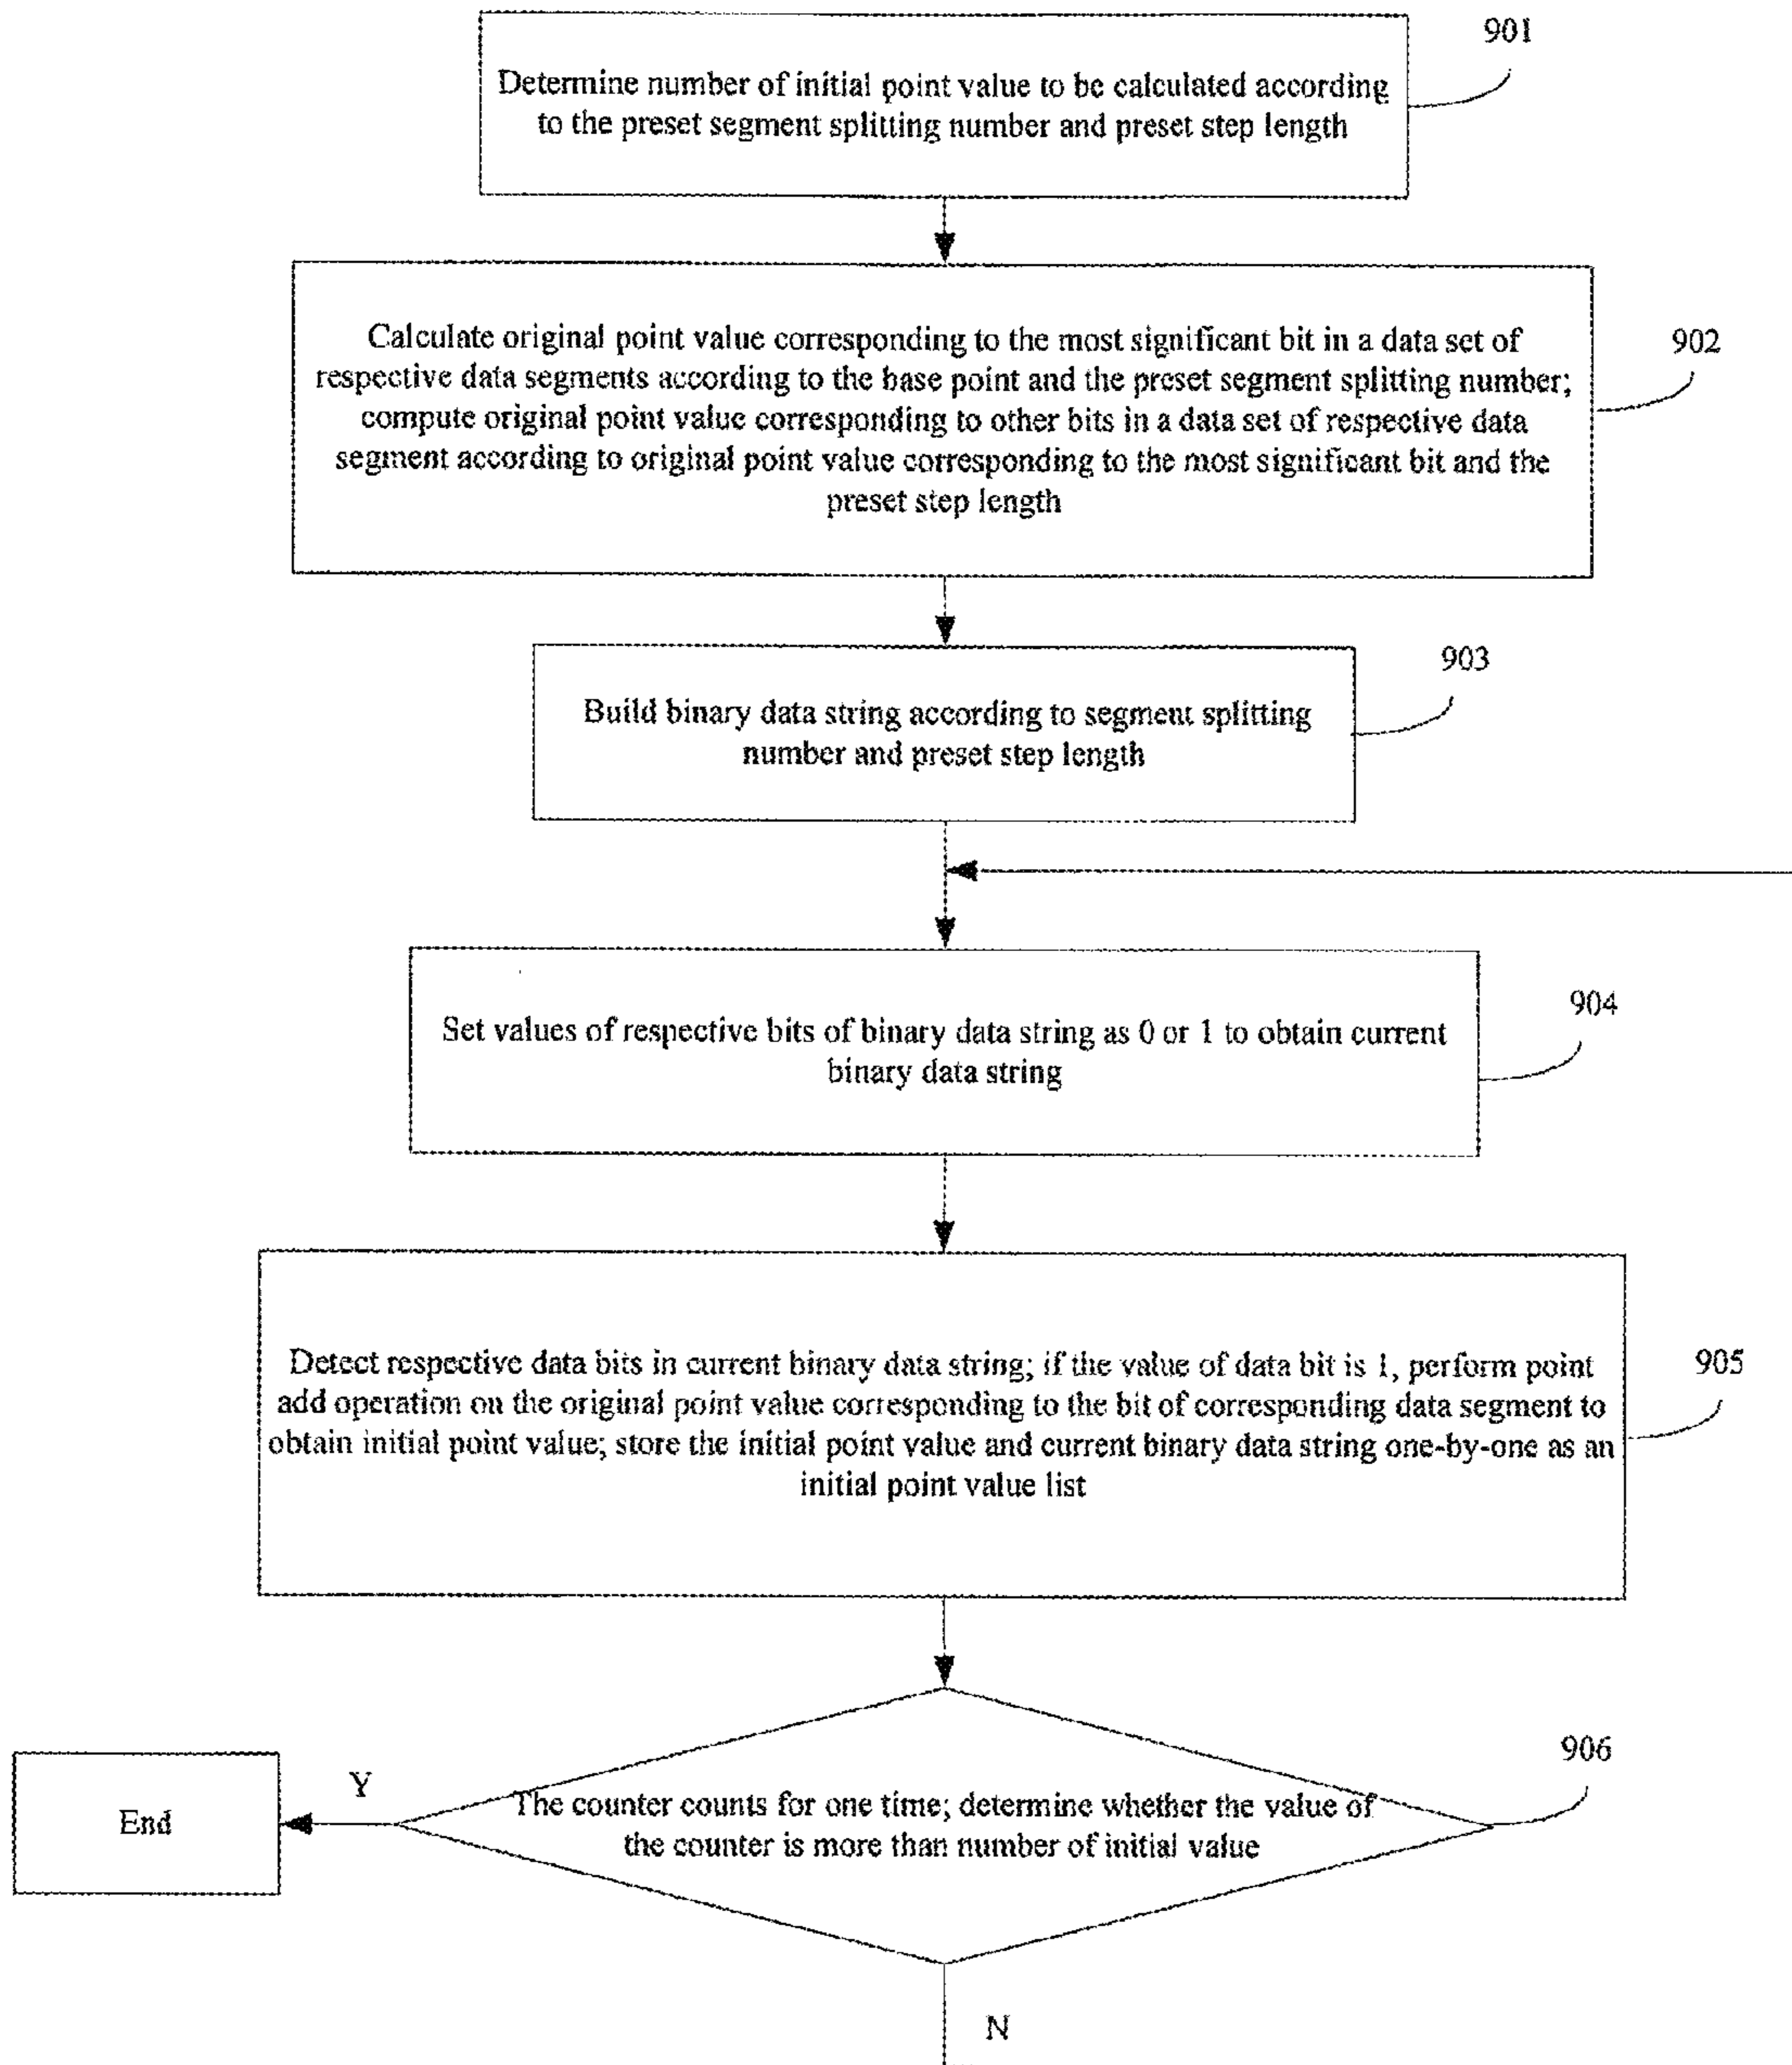 901
Determine number of initial point value to be calculated according
to the preset segment splitting number and preset step length
902
Calculate original point value corresponding to the most significant bit in a data set of
respective data segments according to the base point and the preset segment splitting number;
compute original point value corresponding to other bits in a data set of respective data
segment according to original point value corresponding to the most significant bit and the
preset step length
903
Build binary data string according to segment splitting
number and preset step length
904
Set values of respective bits of binary data string as 0 or 1 to obtain current
binary data string
905
Detect respective data bits in current binary data string; if the value of data bit is 1, perform point
add operation on the original point value corresponding to the bit of corresponding data segment to
obtain initial point value; store the initial point value and current binary data string one-by-one as an
initial point value list
906
The counter counts for one time; determine whether the value of
the counter is more than number of initial value
Y
End
N